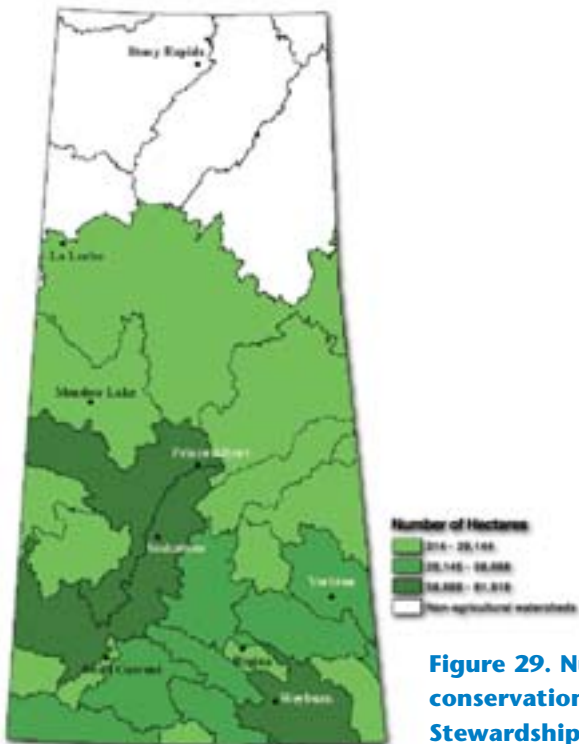 Stony Rapids
La Loche
Meadow Lake
Prince Albert
Saskatoon
Yorkton
Swift Current
Regina
Weyburn
Number of Hectares
Non-agricultural watersheds
Figure 29. N
conservation
Stewardship